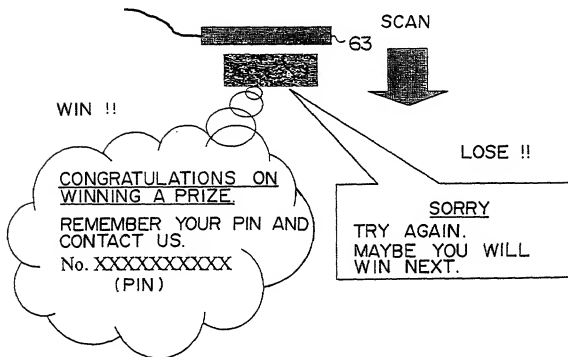 63
SCAN
WIN !!
LOSE !!
CONGRATULATIONS ON
WINNING A PRIZE.
REMEMBER YOUR PIN AND
CONTACT US.
No. XXXXXXXXXX
(PIN)
SORRY
TRY AGAIN.
MAYBE YOU WILL
WIN NEXT.